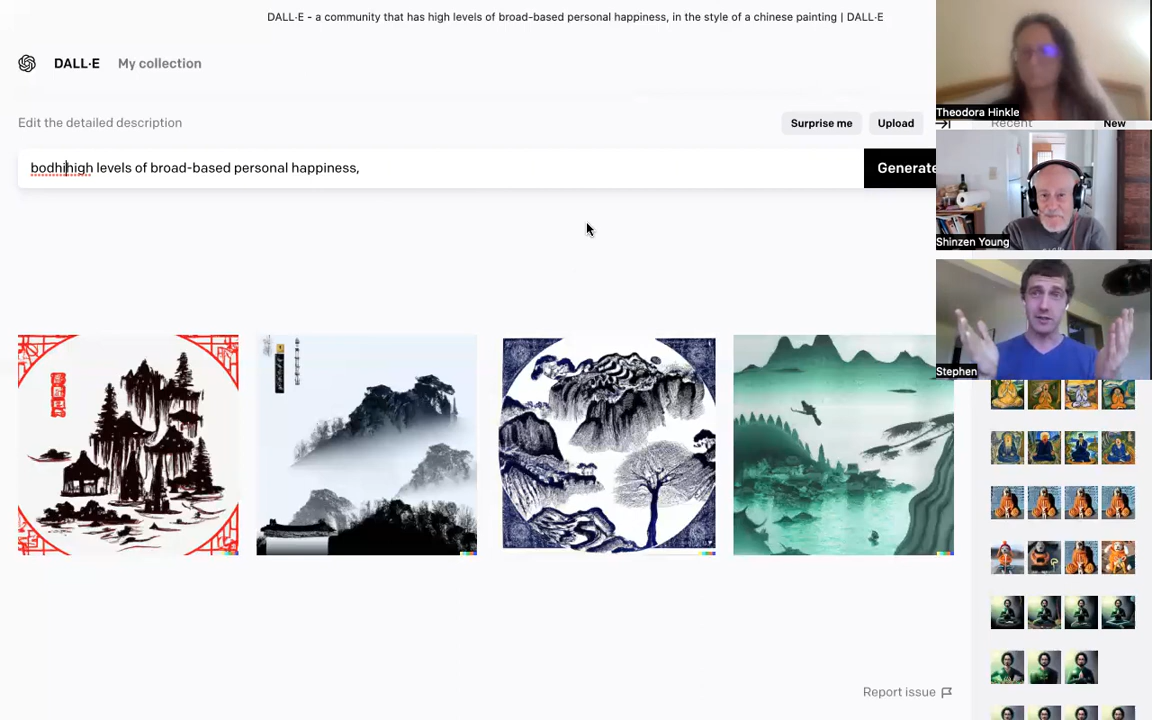 DALL·E - a community that has high levels of broad-based personal happiness, in the style of a chinese painting | DALL·E
DALL·E
My collection
Edit the detailed description
Surprise me
Upload
bodhihigh levels of broad-based personal happiness,
Generate
Recent
New
Theodora Hinkle
Shinzen Young
Stephen
Report issue